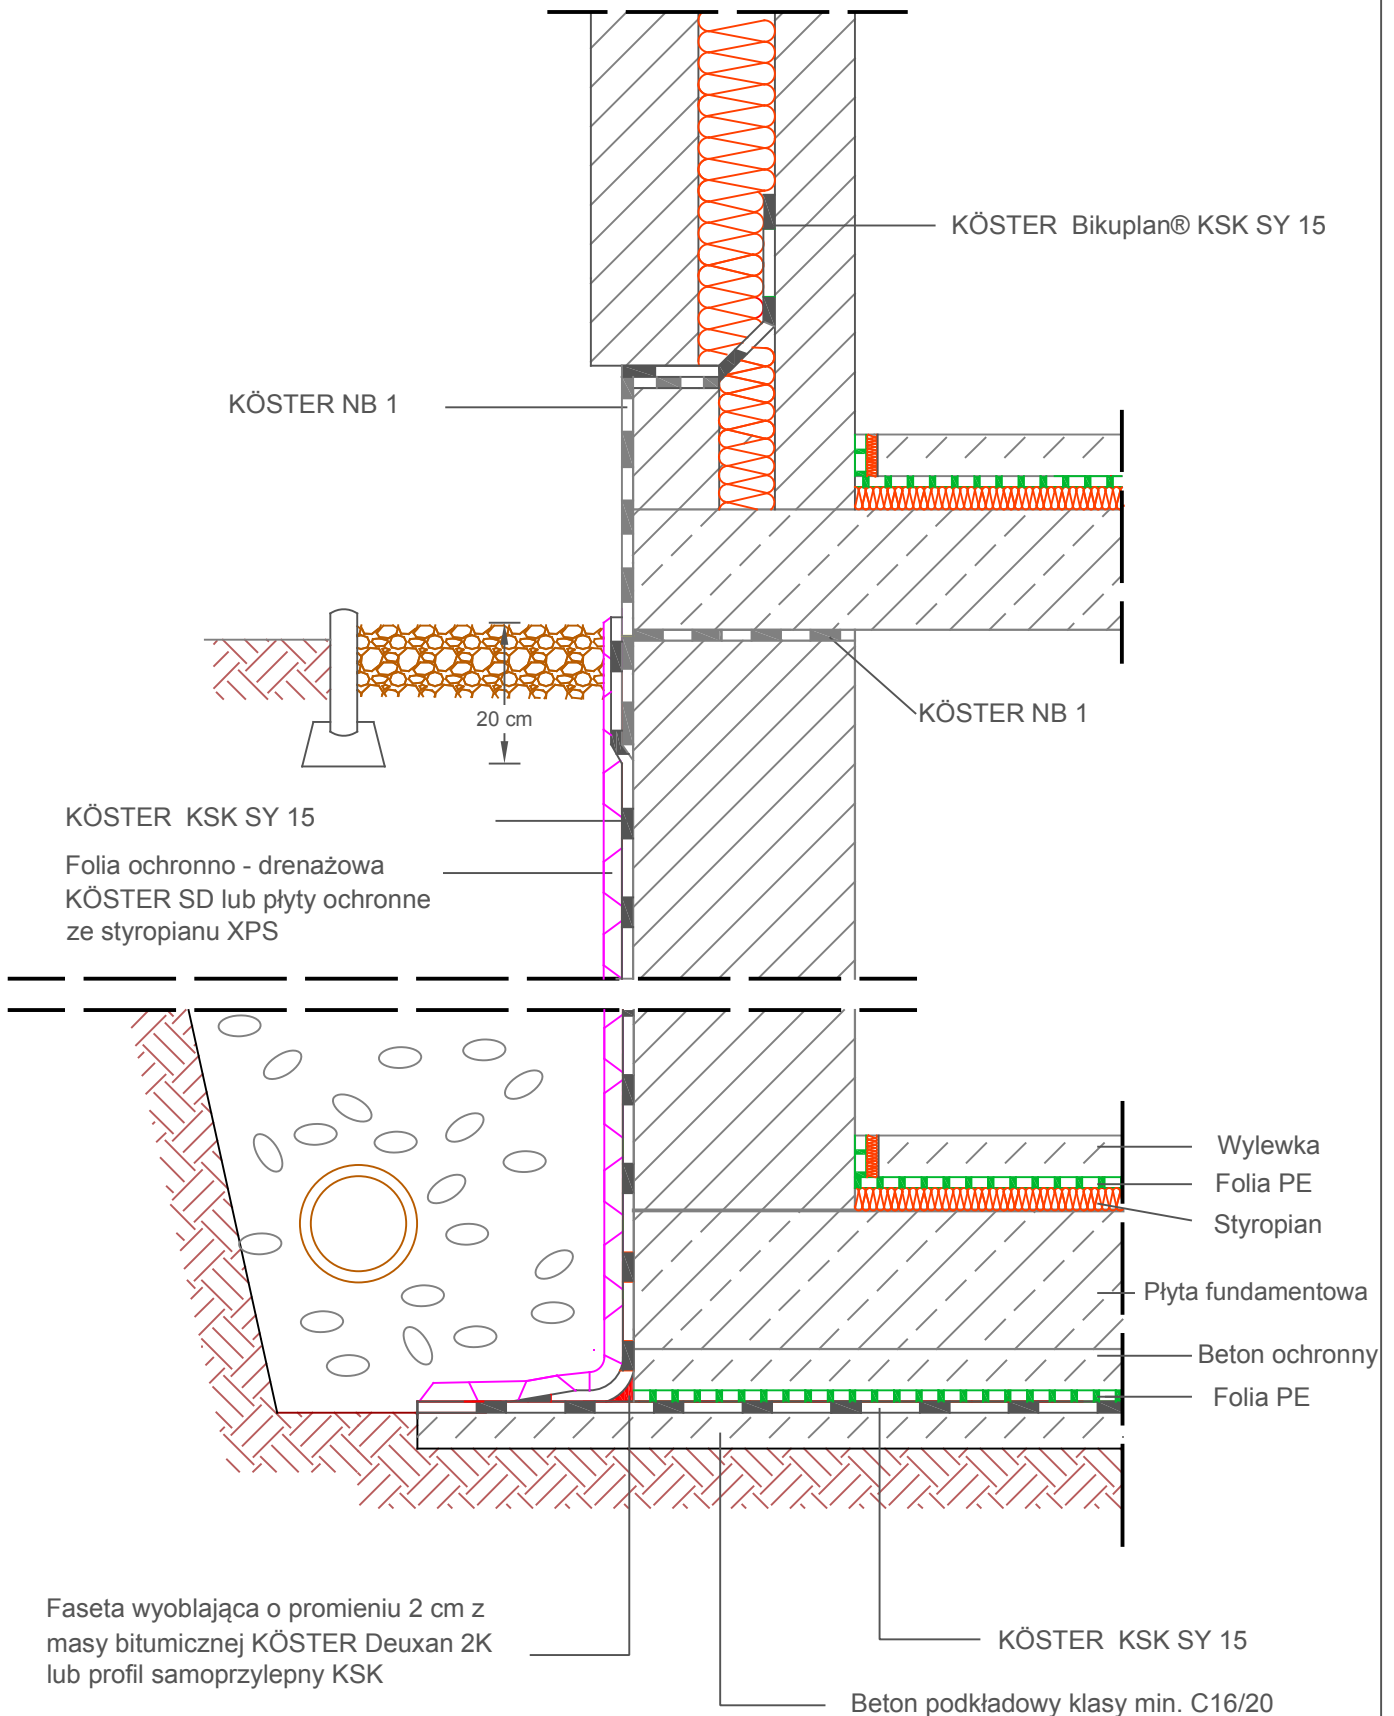 KÖSTER Bikuplan® KSK SY 15
KÖSTER NB 1
KÖSTER NB 1
20 cm
KÖSTER KSK SY 15
Folia ochronno - drenażowa
KÖSTER SD lub płyty ochronne
ze styropianu XPS
Wylewka
Folia PE
Styropian
Płyta fundamentowa
Beton ochronny
Folia PE
Faseta wyoblająca o promieniu 2 cm z
masy bitumicznej KÖSTER Deuxan 2K
lub profil samoprzylepny KSK
KÖSTER KSK SY 15
Beton podkładowy klasy min. C16/20